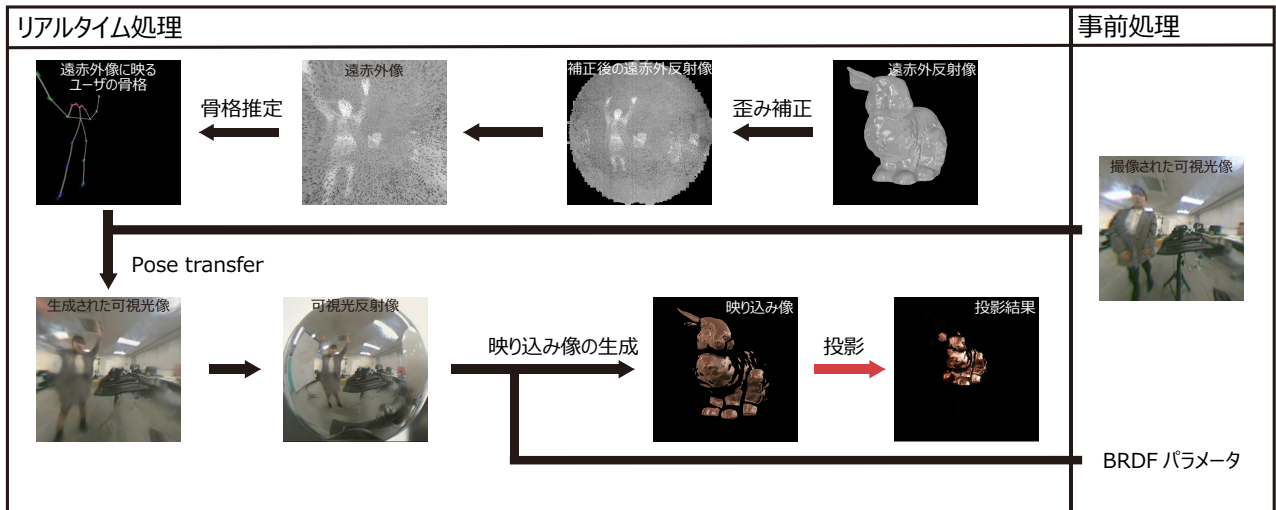 リアルタイム処理
事前処理
遠赤外像に映る
ユーザの骨格
骨格推定
遠赤外像
補正後の遠赤外反射像
歪み補正
遠赤外反射像
撮像された可視光像
Pose transfer
生成された可視光像
可視光反射像
映り込み像の生成
映り込み像
投影
投影結果
BRDF パラメータ